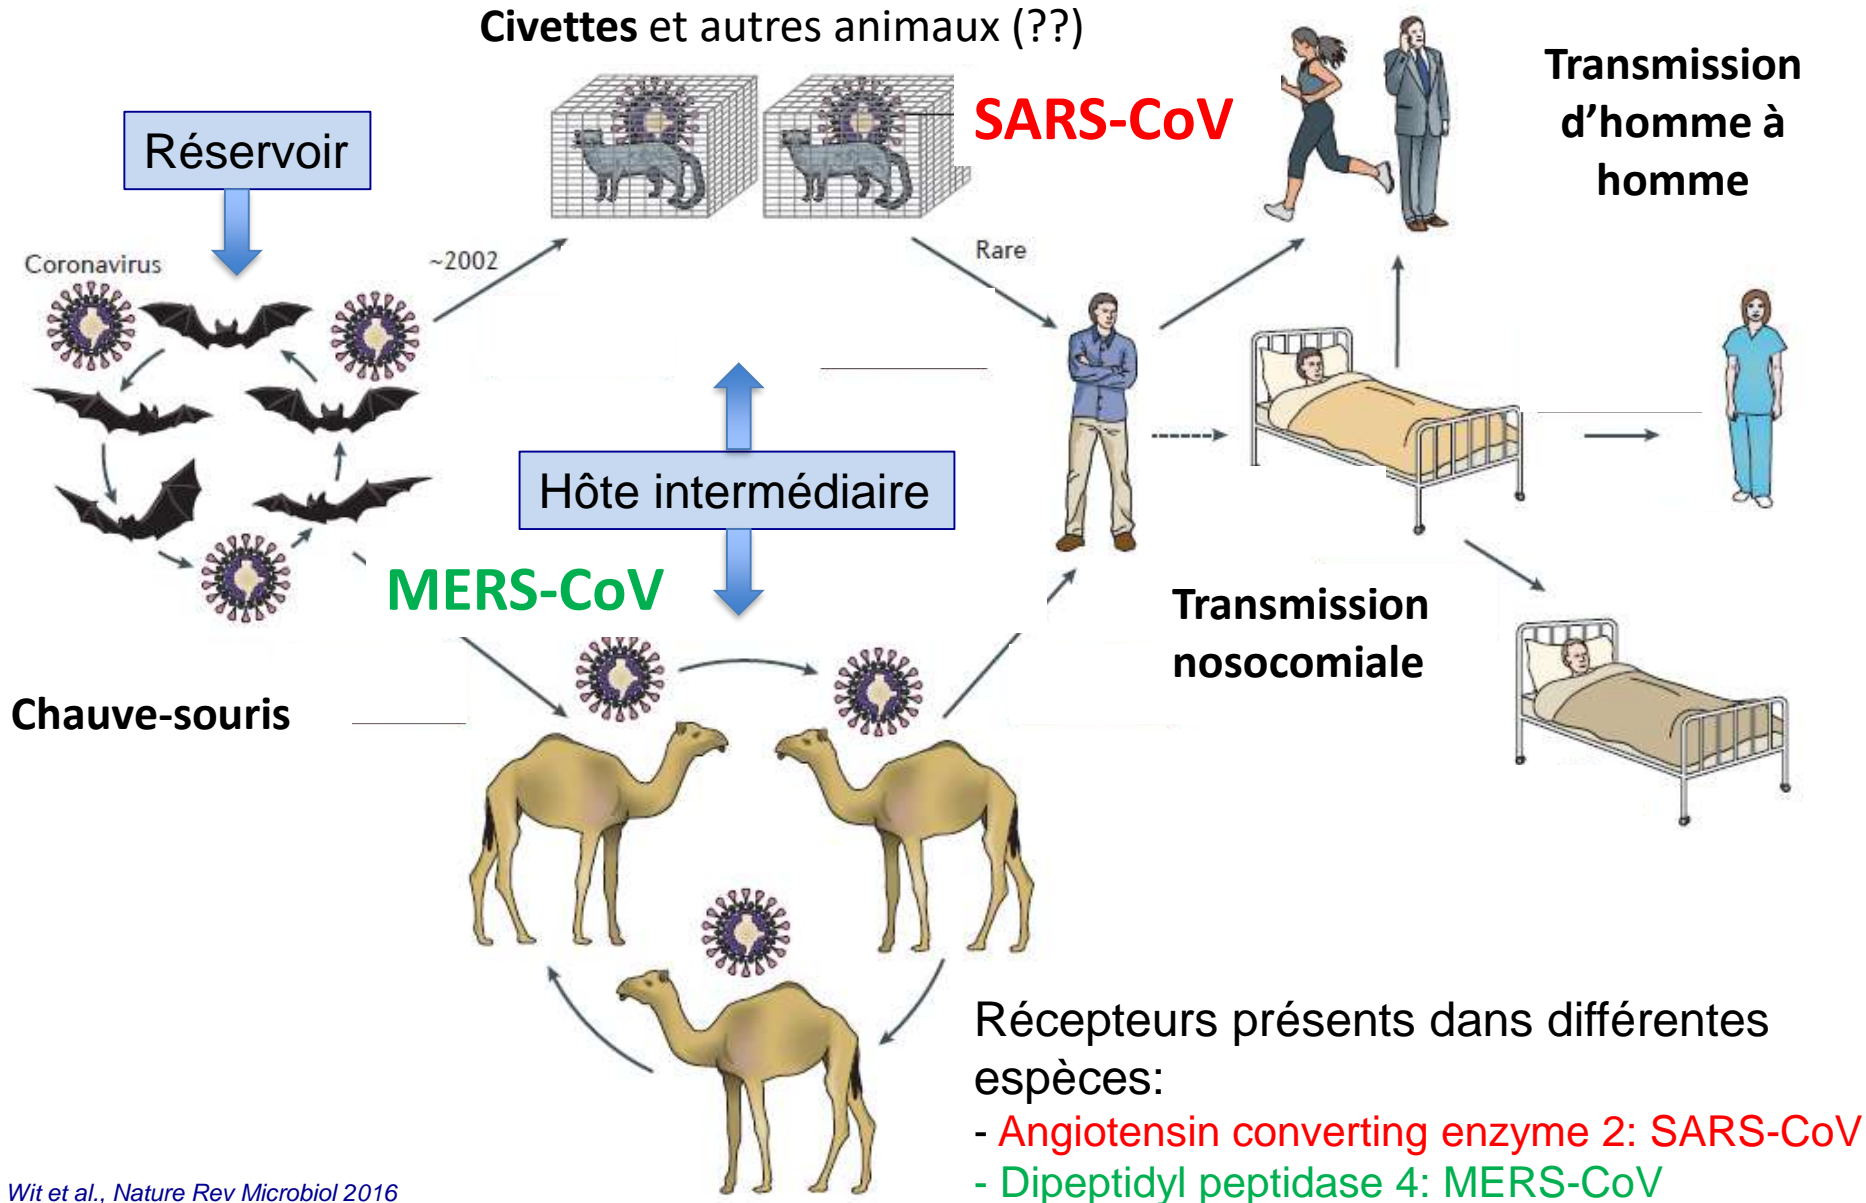 Civettes et autres animaux (??)
SARS-CoV
Transmission
d'homme à
homme
Réservoir
Coronavirus
~2002
Rare
Hôte intermédiaire
MERS-CoV
Transmission
nosocomiale
Chauve-souris
Récepteurs présents dans différentes
espèces:
- Angiotensin converting enzyme 2: SARS-CoV
- Dipeptidyl peptidase 4: MERS-CoV
Wit et al., Nature Rev Microbiol 2016